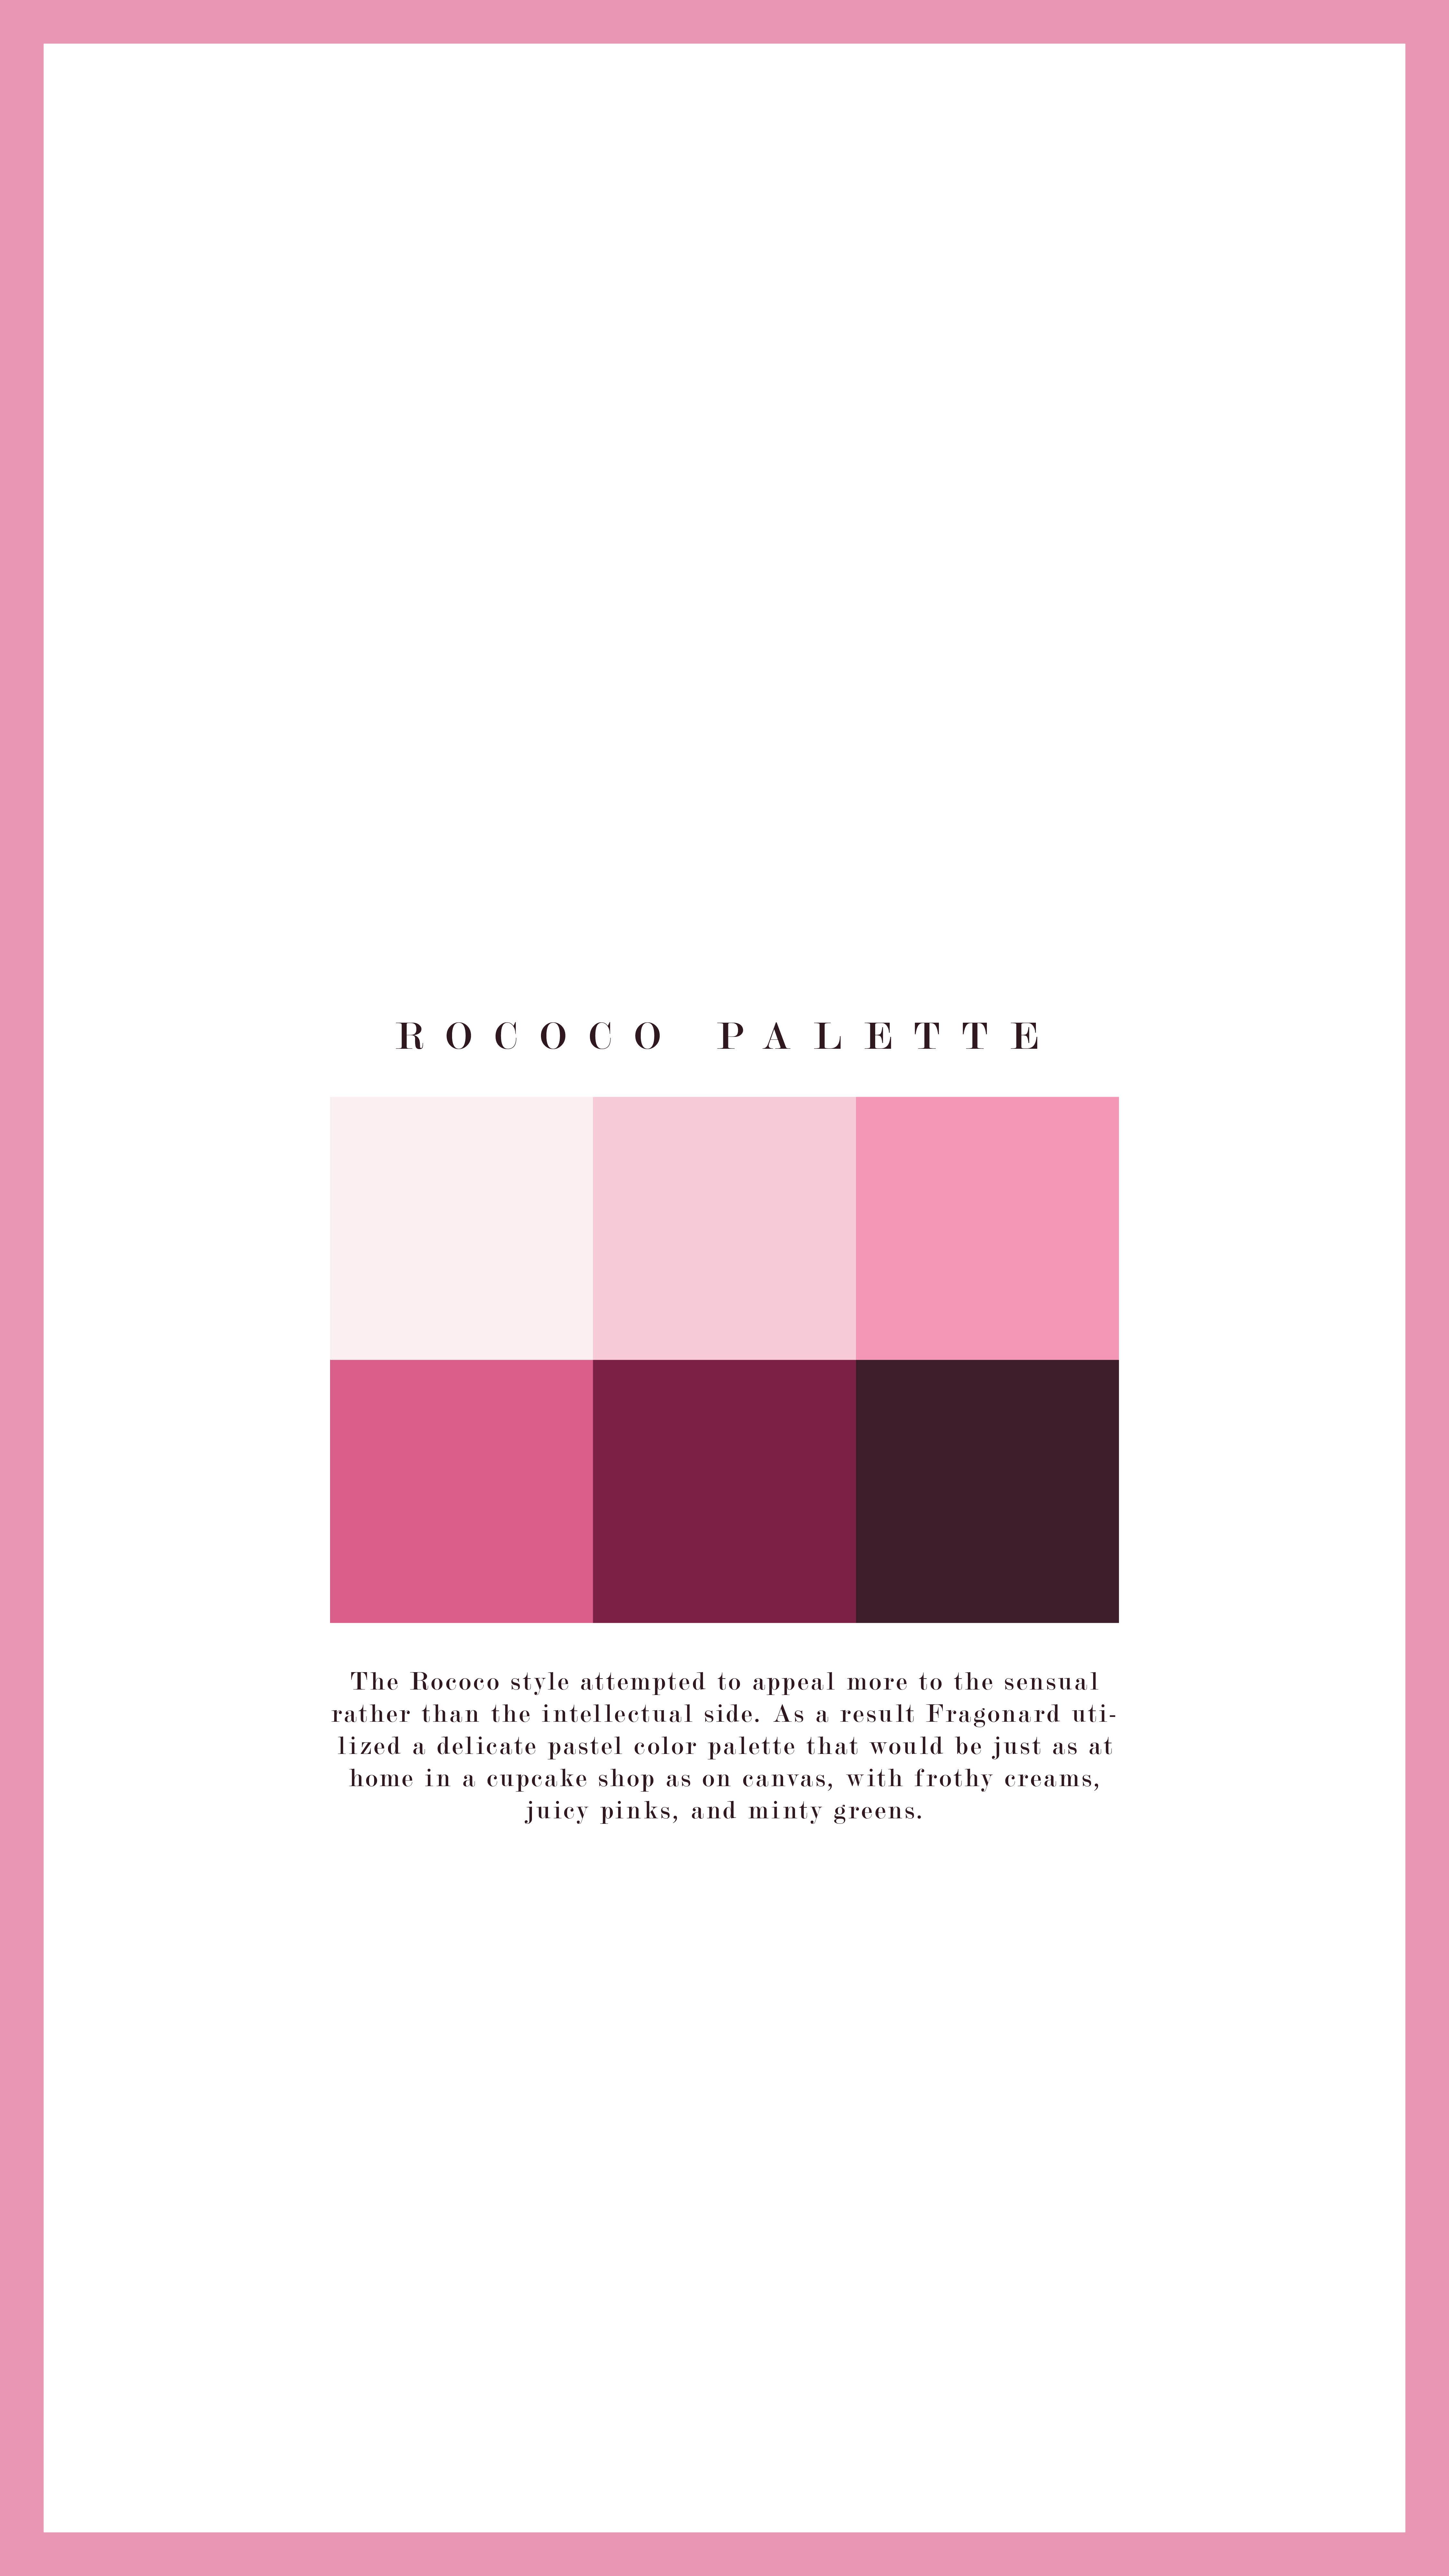 ROCOCO PALETTE
The Rococo style attempted to appeal more to the sensual
rather than the intellectual side. As a result Fragonard uti-
lized a delicate pastel color palette that would be just as at
home in a cupcake shop as on canvas, with frothy creams,
juicy pinks, and minty greens.